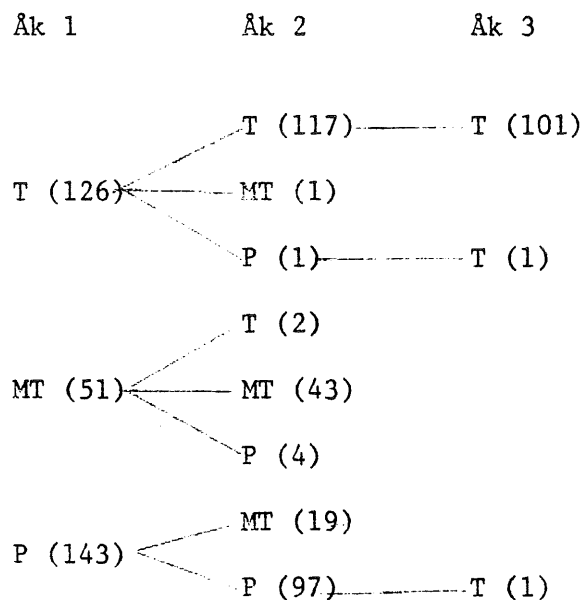 Åk 1 Åk 2 Åk 3
T (117) T (101)
T (126) MT (1)
P (1) T (1)
T (2)
MT (51) MT (43)
P (4)
MT (19)
P (143)
P (97) T (1)